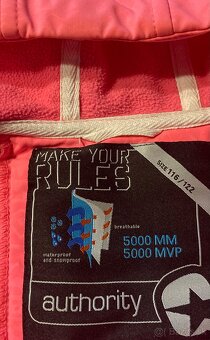 MAKE YOUR
RULES
SIZE 116/122
breathable
waterproof
and snowproof
5000 MM
5000 MVP
authority